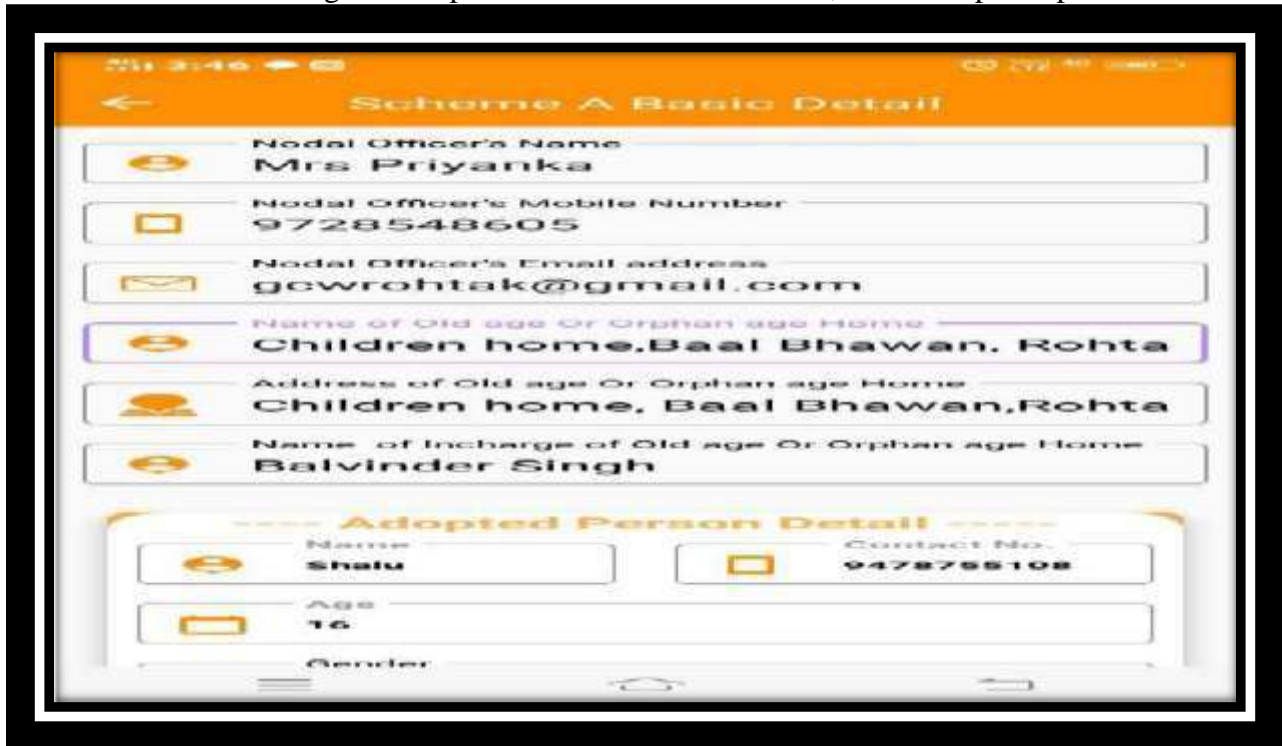 3:46
Scheme A Basic Detail
Nodal Officer's Name
Mrs Priyanka
Nodal Officer's Mobile Number
9728548605
Nodal Officer's Email address
gcwrohtak@gmail.com
Name of Old age Or Orphan age Home
Children home,Baal Bhawan, Rohta
Address of Old age Or Orphan age Home
Children home, Baal Bhawan,Rohta
Name of Incharge of Old age Or Orphan age Home
Balvinder Singh
---- Adopted Person Detail -----
Name
Shalu
Contact No.
9478755108
Age
16
Gender